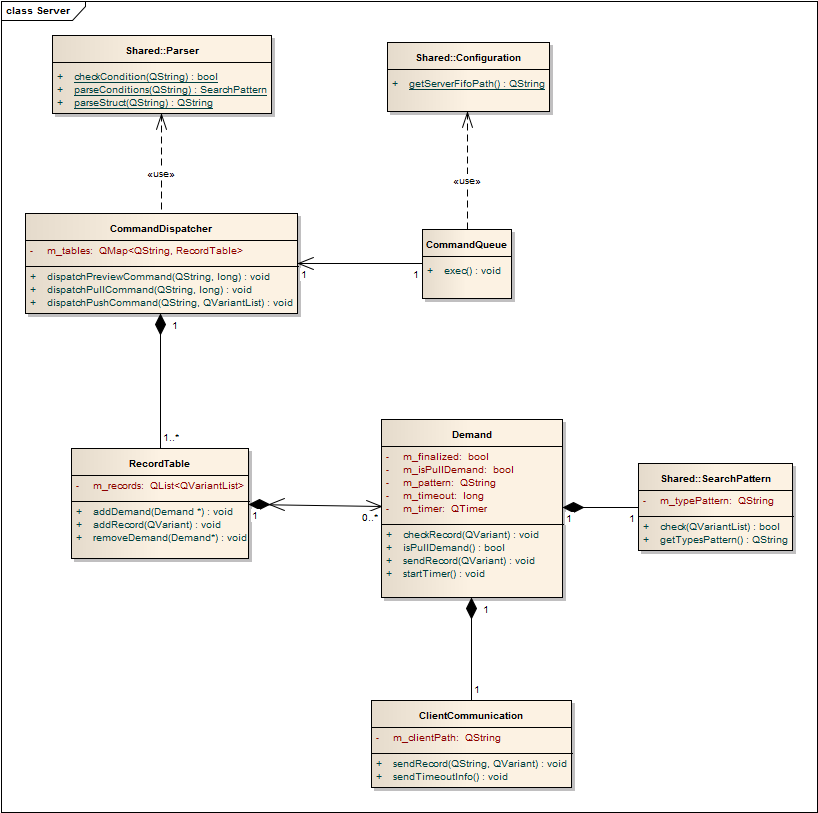 class Server
Shared::Parser
+ checkCondition(QString) : bool
+ parseConditions(QString) : SearchPattern
+ parseStruct(QString) : QString
Shared::Configuration
+ getServerFifoPath() : QString
«use»
«use»
CommandDispatcher
- m_tables: QMap<QString, RecordTable>
+ dispatchPreviewCommand(QString, long) : void
+ dispatchPullCommand(QString, long) : void
+ dispatchPushCommand(QString, QVariantList) : void
CommandQueue
+ exec() : void
1
1
1
1..*
RecordTable
- m_records: QList<QVariantList>
+ addDemand(Demand *) : void
+ addRecord(QVariant) : void
+ removeDemand(Demand*) : void
1
0..*
Demand
- m_finalized: bool
- m_isPullDemand: bool
- m_pattern: QString
- m_timeout: long
- m_timer: QTimer
+ checkRecord(QVariant) : void
+ isPullDemand() : bool
+ sendRecord(QVariant) : void
+ startTimer() : void
1
1
Shared::SearchPattern
- m_typePattern: QString
+ check(QVariantList) : bool
+ getTypesPattern() : QString
1
1
ClientCommunication
- m_clientPath: QString
+ sendRecord(QString, QVariant) : void
+ sendTimeoutInfo() : void